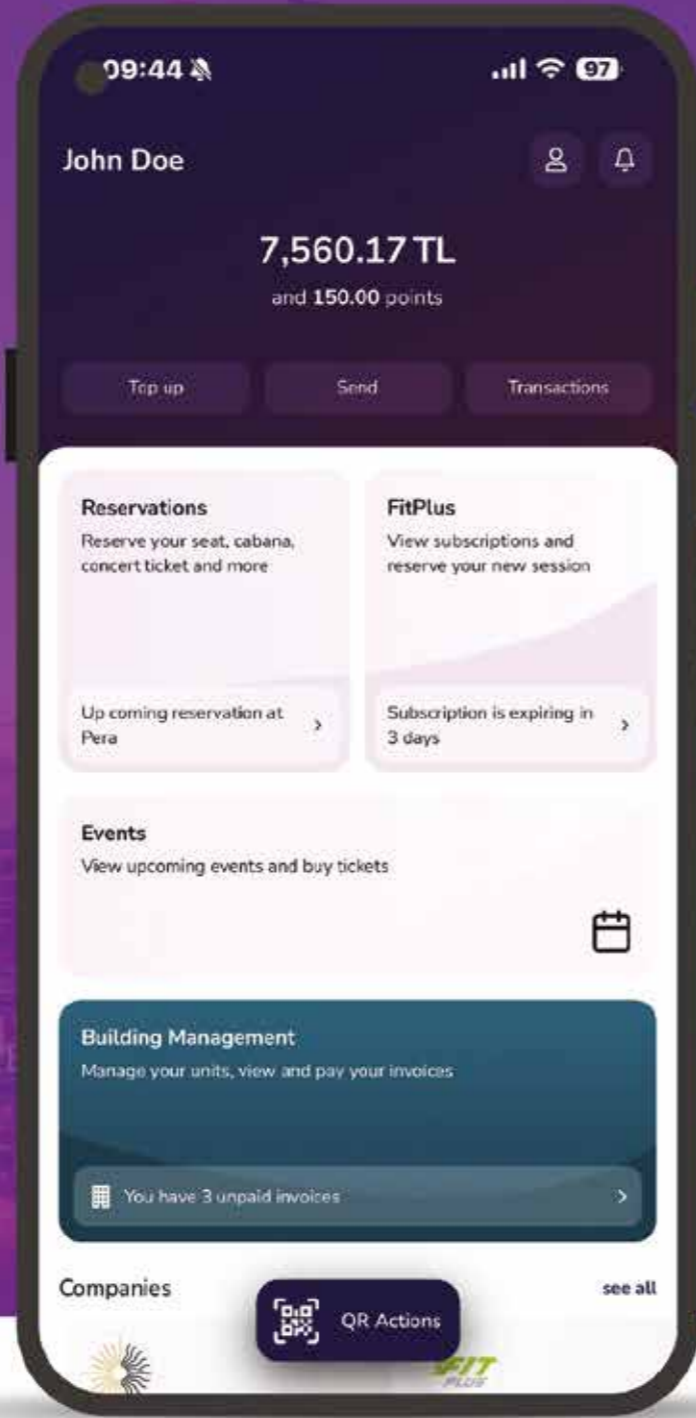 09:44
97
John Doe
7,560.17 TL
and 150.00 points
Top up
Send
Transactions
Reservations
Reserve your seat, cabana,
concert ticket and more
Up coming reservation at
Pera
FitPlus
View subscriptions and
reserve your new session
Subscription is expiring in
3 days
Events
View upcoming events and buy tickets
Building Management
Manage your units, view and pay your invoices
You have 3 unpaid invoices
Companies
see all
QR Actions
FIT
PLUS